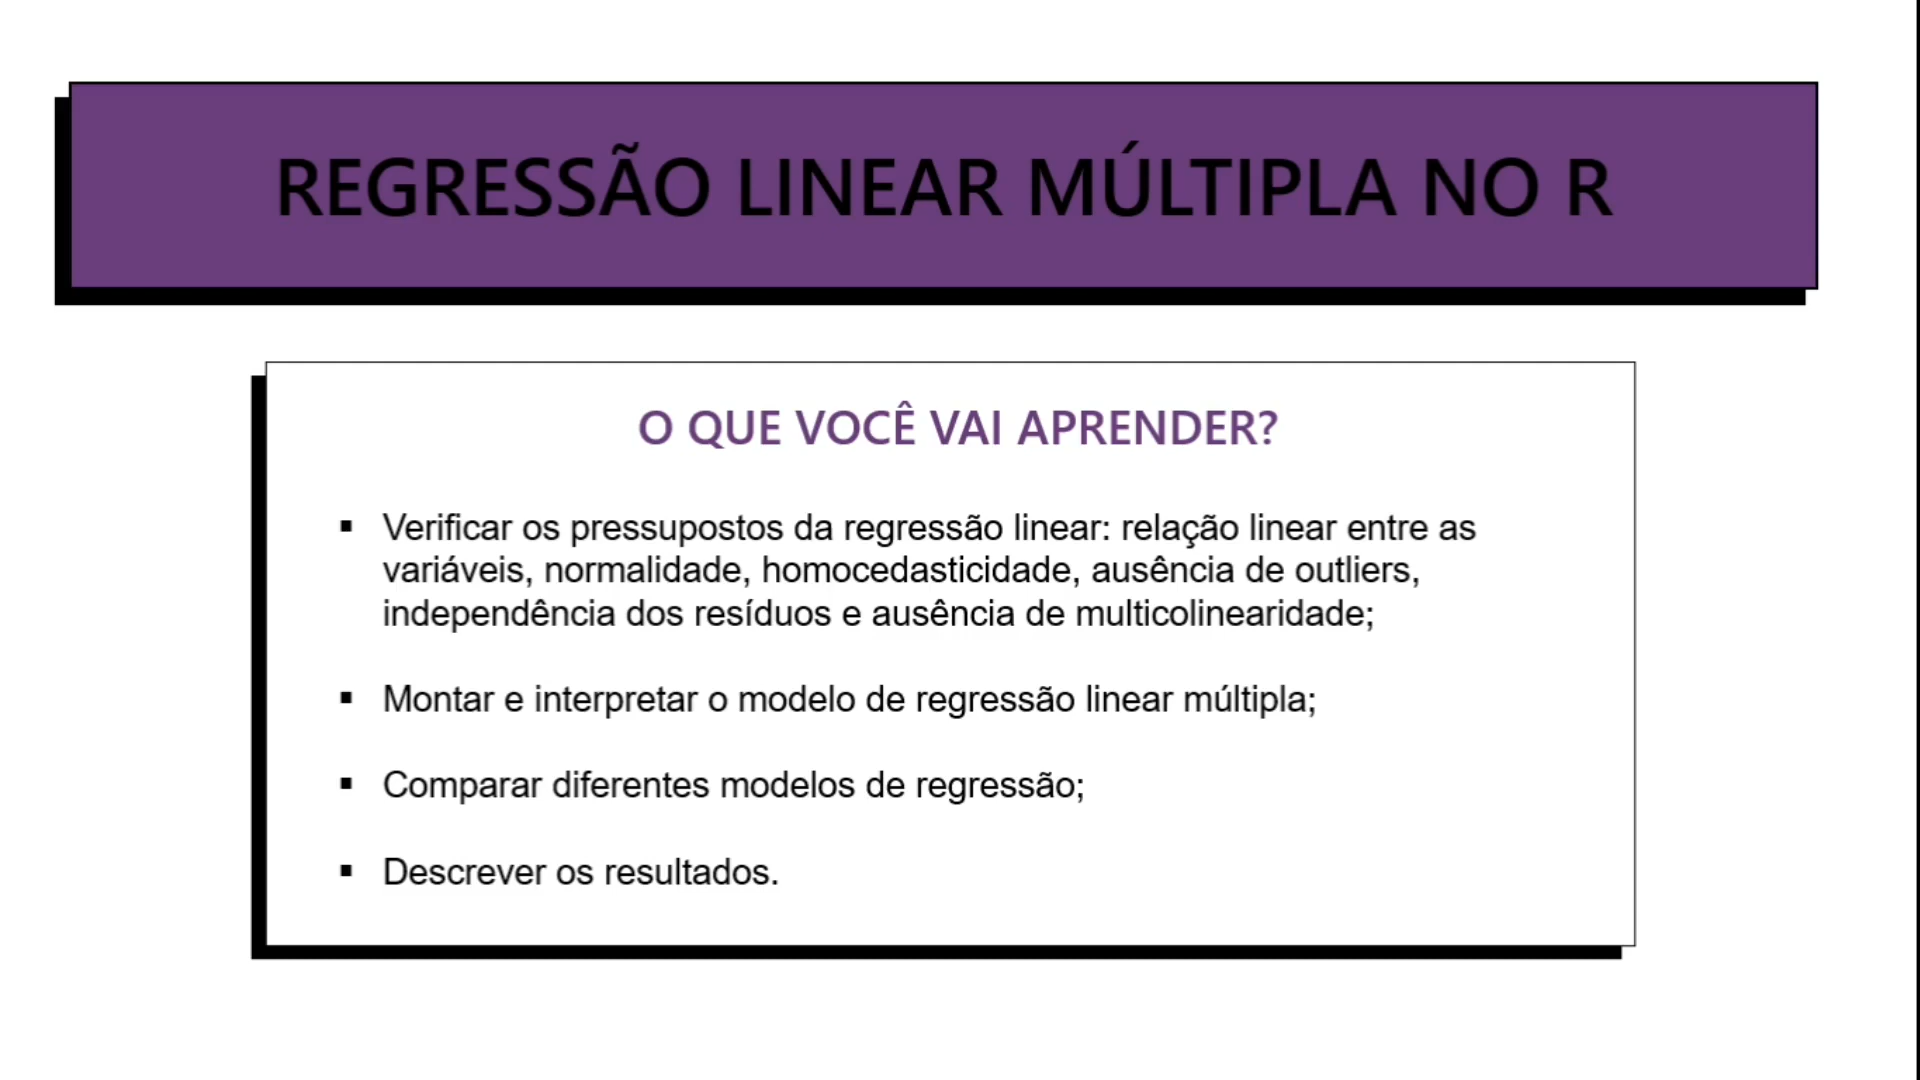 REGRESSÃO LINEAR MÚLTIPLA NO R
O QUE VOCÊ VAI APRENDER?
▪ Verificar os pressupostos da regressão linear: relação linear entre as
variáveis, normalidade, homocedasticidade, ausência de outliers,
independência dos resíduos e ausência de multicolinearidade;
▪ Montar e interpretar o modelo de regressão linear múltipla;
▪ Comparar diferentes modelos de regressão;
▪ Descrever os resultados.